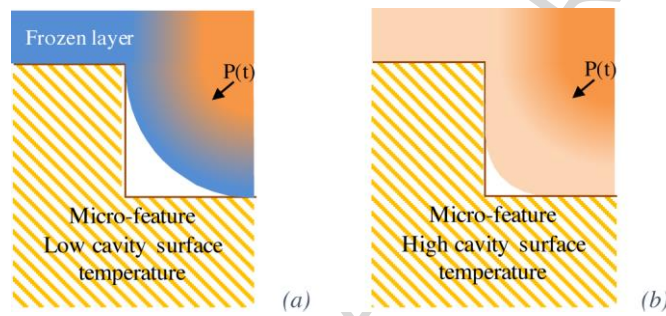 Frozen layer
P(t)
Micro-feature
Low cavity surface
temperature
(a)
P(t)
Micro-feature
High cavity surface
temperature
(b)